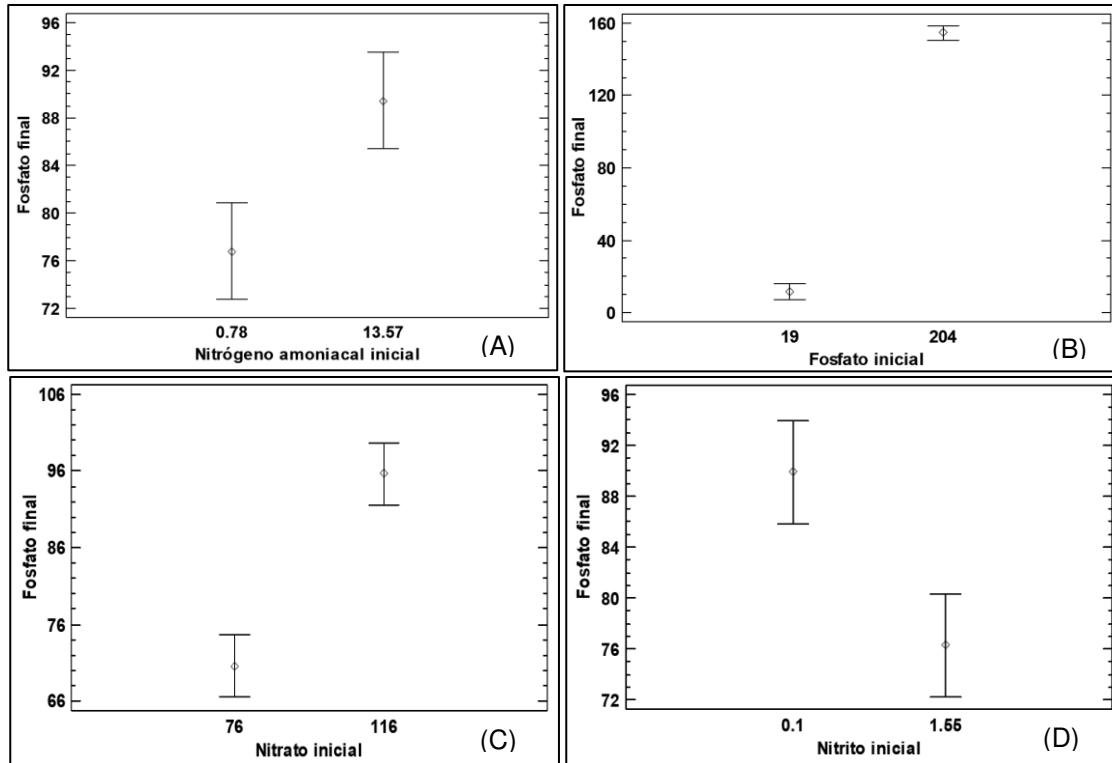 96
92
88
84
80
76
72
Fosfato final
0.78 13.57
Nitrógeno amoniacal inicial
(A)
160
120
80
40
0
Fosfato final
19 204
Fosfato inicial
(B)
106
96
86
76
66
Fosfato final
76 116
Nitrato inicial
(C)
96
92
88
84
80
76
72
Fosfato final
0.1 1.65
Nitrito inicial
(D)